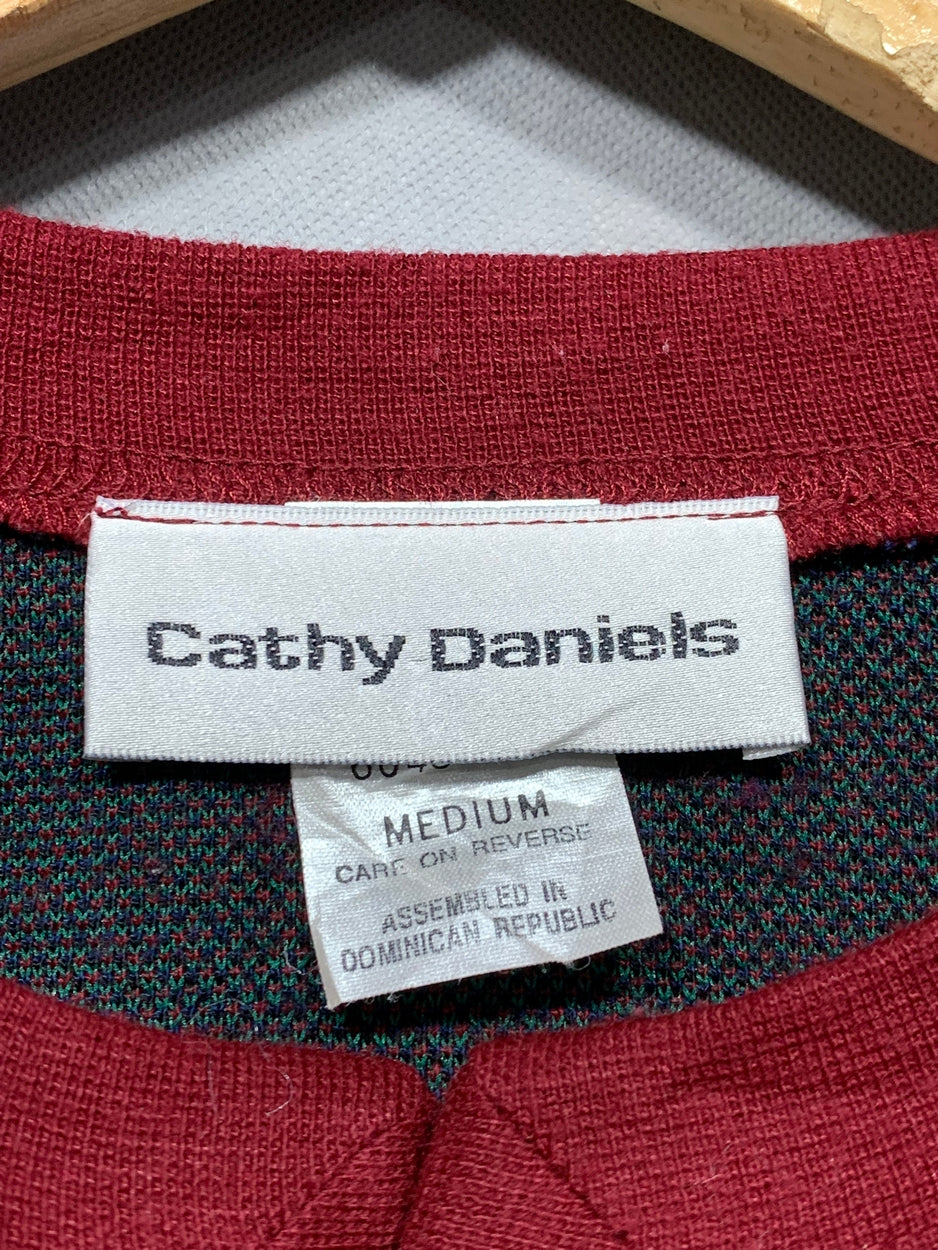 Cathy Daniels
MEDIUM
CARE ON REVERSE
ASSEMBLED IN
DOMINICAN REPUBLIC